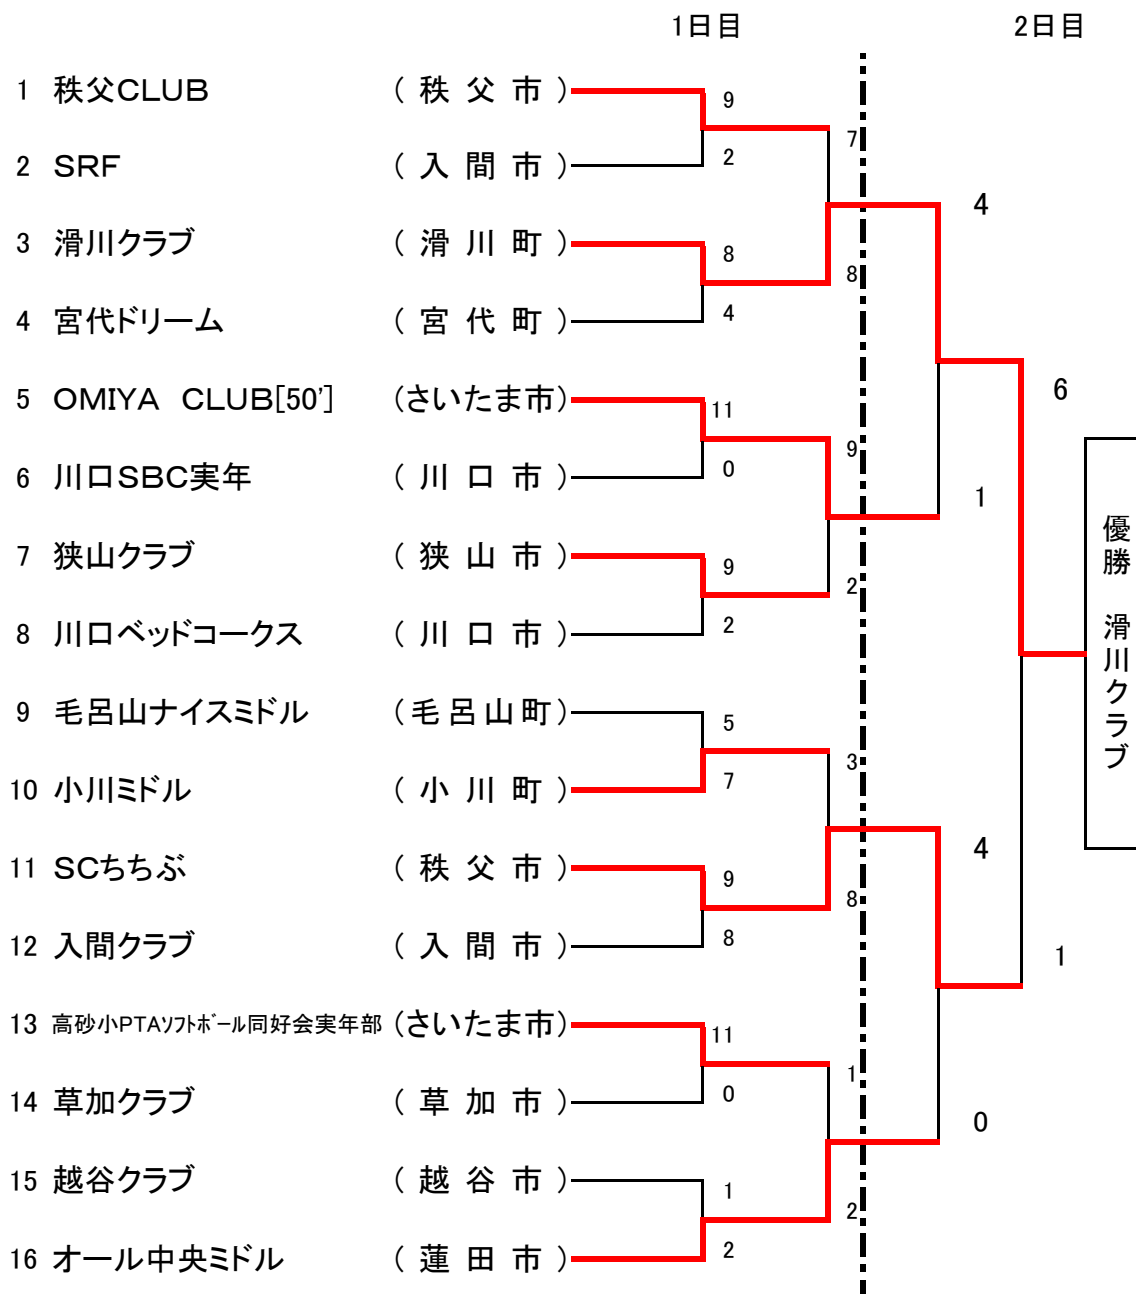 1日目 2日目
1 秩父CLUB ( 秩 父 市 )
9
7
2 SRF ( 入 間 市 )
2
4
3 滑川クラブ ( 滑 川 町 )
8
8
4 宮代ドリーム ( 宮 代 町 )
4
6
5 OMIYA CLUB[50'] (さいたま市)
11
9
6 川口SBC実年 ( 川 口 市 )
0
1
7 狭山クラブ ( 狭 山 市 )
9
2
8 川口ベッドコークス ( 川 口 市 )
2
優勝 滑川クラブ
9 毛呂山ナイスミドル (毛呂山町)
5
3
10 小川ミドル ( 小 川 町 )
7
4
11 SCちちぶ ( 秩 父 市 )
9
8
12 入間クラブ ( 入 間 市 )
8
1
13 高砂小PTAソフトボール同好会実年部 (さいたま市)
11
1
14 草加クラブ ( 草 加 市 )
0
0
15 越谷クラブ ( 越 谷 市 )
1
2
16 オール中央ミドル ( 蓮 田 市 )
2